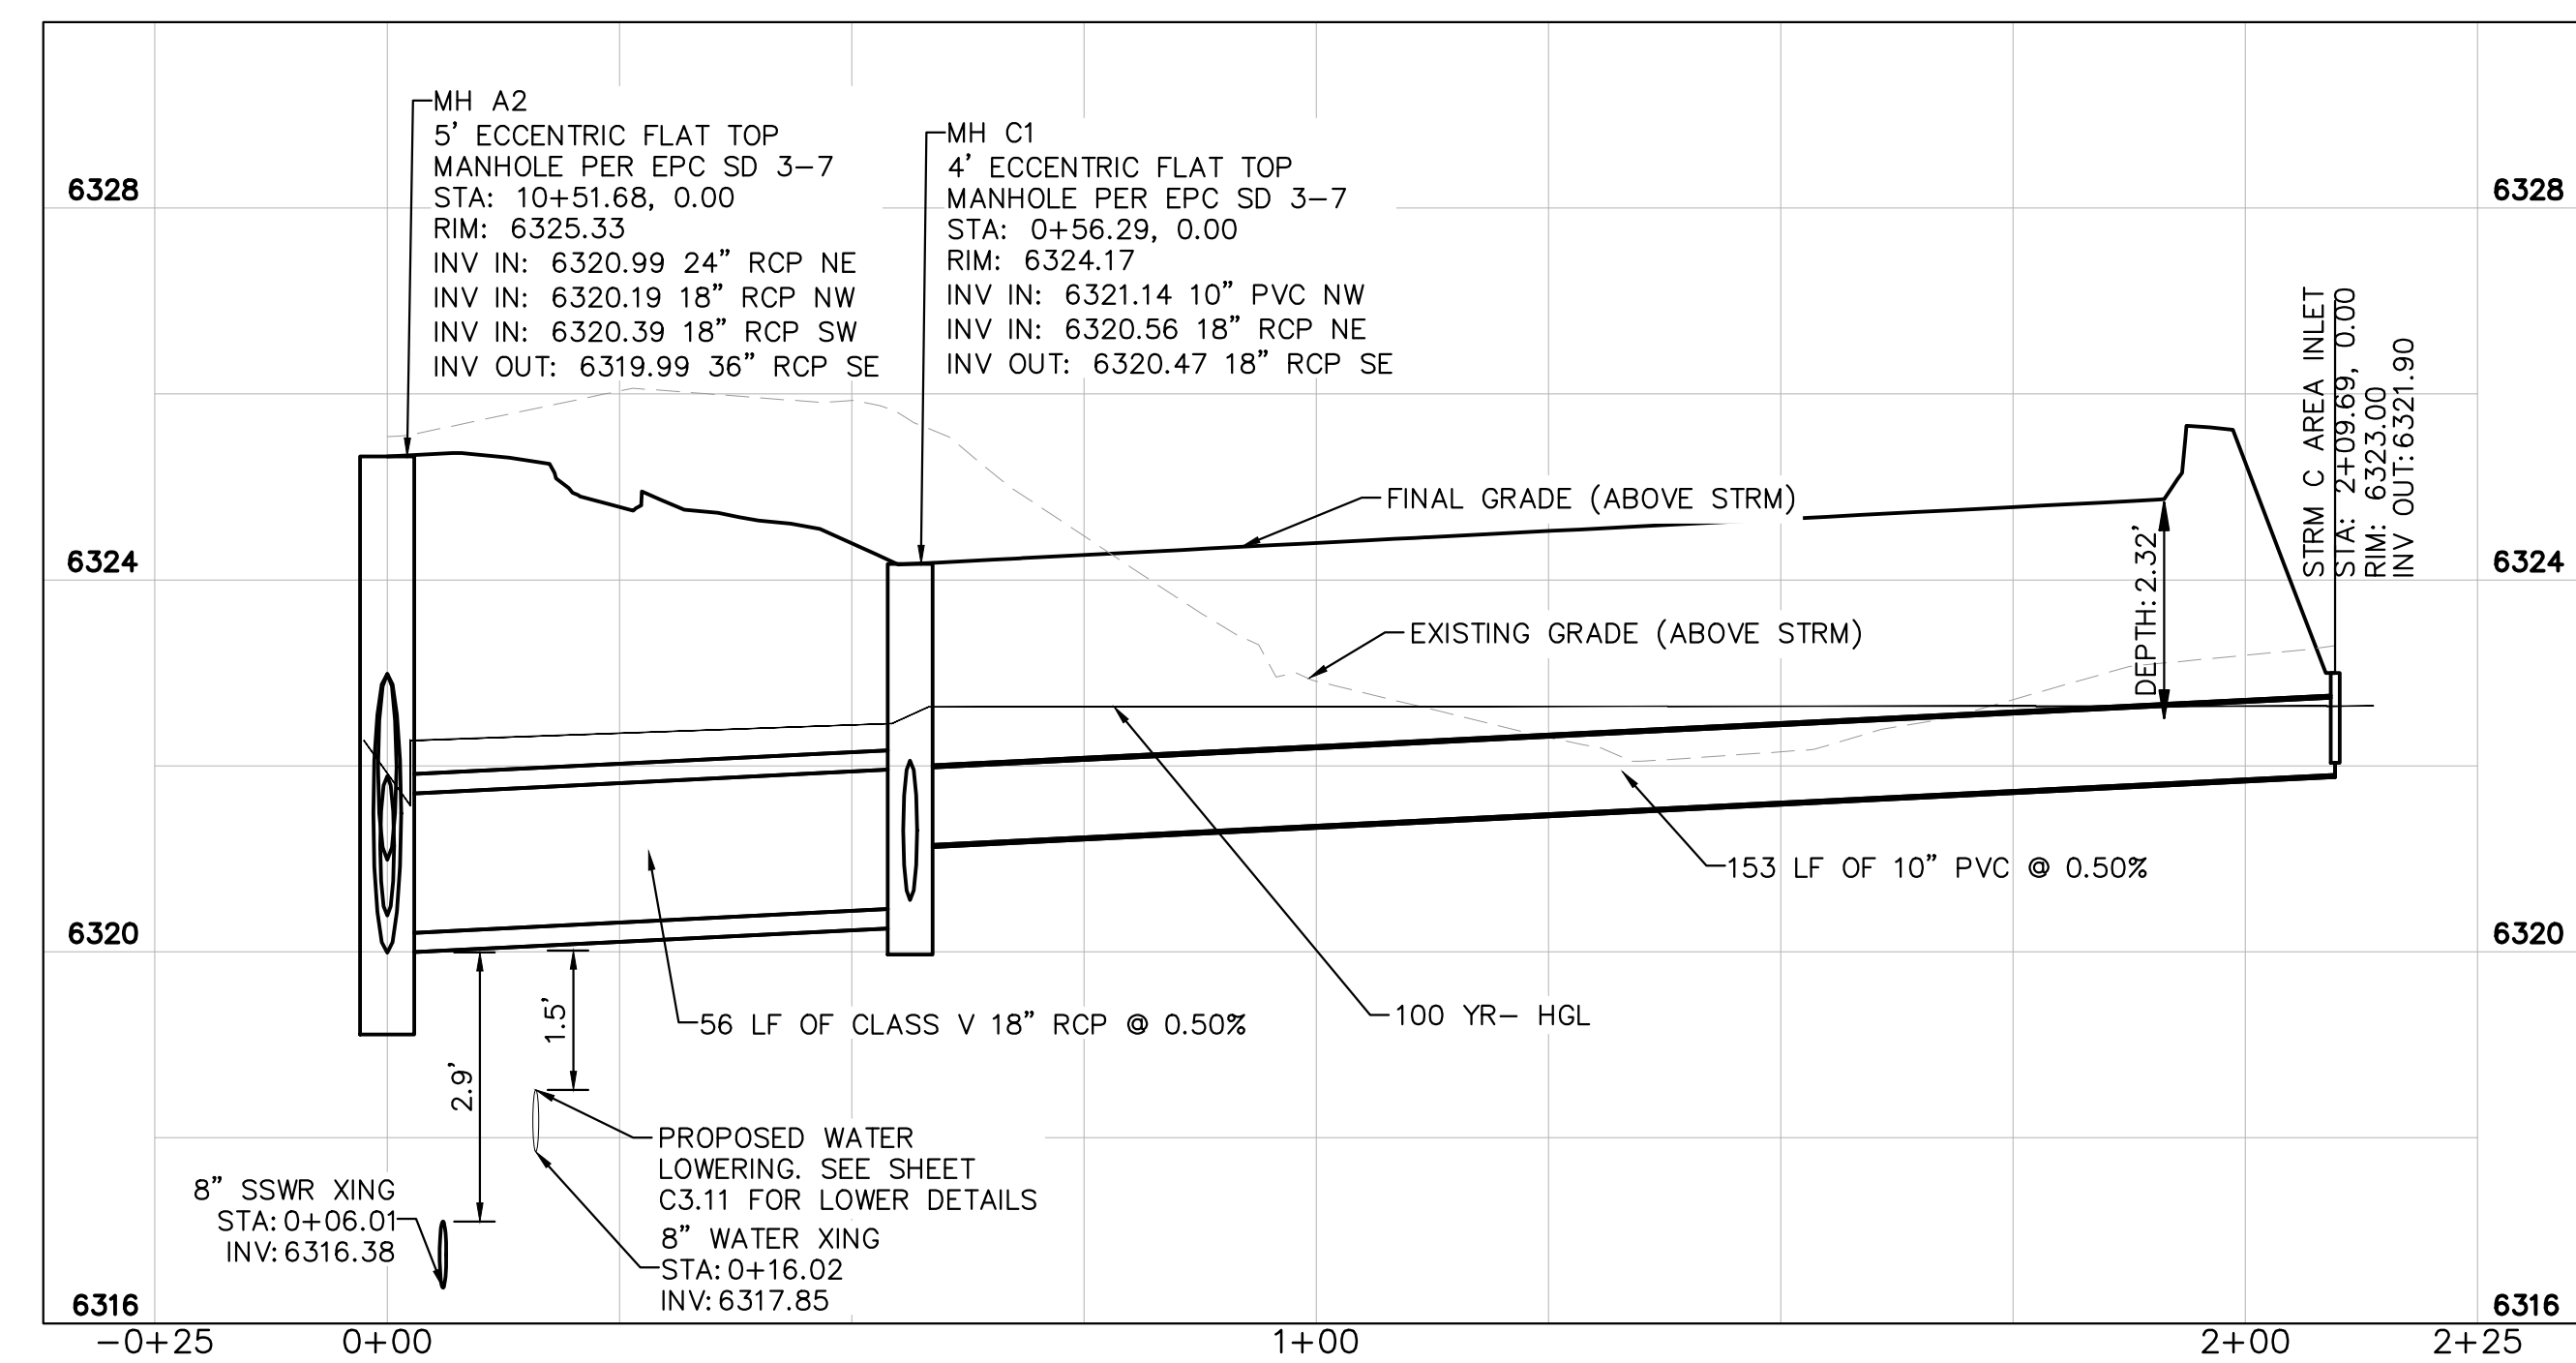 MH A2
5' ECCENTRIC FLAT TOP
MANHOLE PER EPC SD 3-7
STA: 10+51.68, 0.00
RIM: 6325.33
INV IN: 6320.99 24" RCP NE
INV IN: 6320.19 18" RCP NW
INV IN: 6320.39 18" RCP SW
INV OUT: 6319.99 36" RCP SE
MH C1
4' ECCENTRIC FLAT TOP
MANHOLE PER EPC SD 3-7
STA: 0+56.29, 0.00
RIM: 6324.17
INV IN: 6321.14 10" PVC NW
INV IN: 6320.56 18" RCP NE
INV OUT: 6320.47 18" RCP SE
STRM C AREA INLET
STA: 2+09.69, 0.00
RIM: 6323.00
INV OUT: 6321.90
6328
6328
FINAL GRADE (ABOVE STRM)
6324
6324
DEPTH: 2.32'
EXISTING GRADE (ABOVE STRM)
153 LF OF 10" PVC @ 0.50%
6320
6320
56 LF OF CLASS V 18" RCP @ 0.50%
100 YR- HGL
1.5'
2.9'
PROPOSED WATER
LOWERING. SEE SHEET
C3.11 FOR LOWER DETAILS
8" SSWR XING
STA: 0+06.01
INV: 6316.38
8" WATER XING
STA: 0+16.02
INV: 6317.85
6316
6316
-0+25
0+00
1+00
2+00
2+25